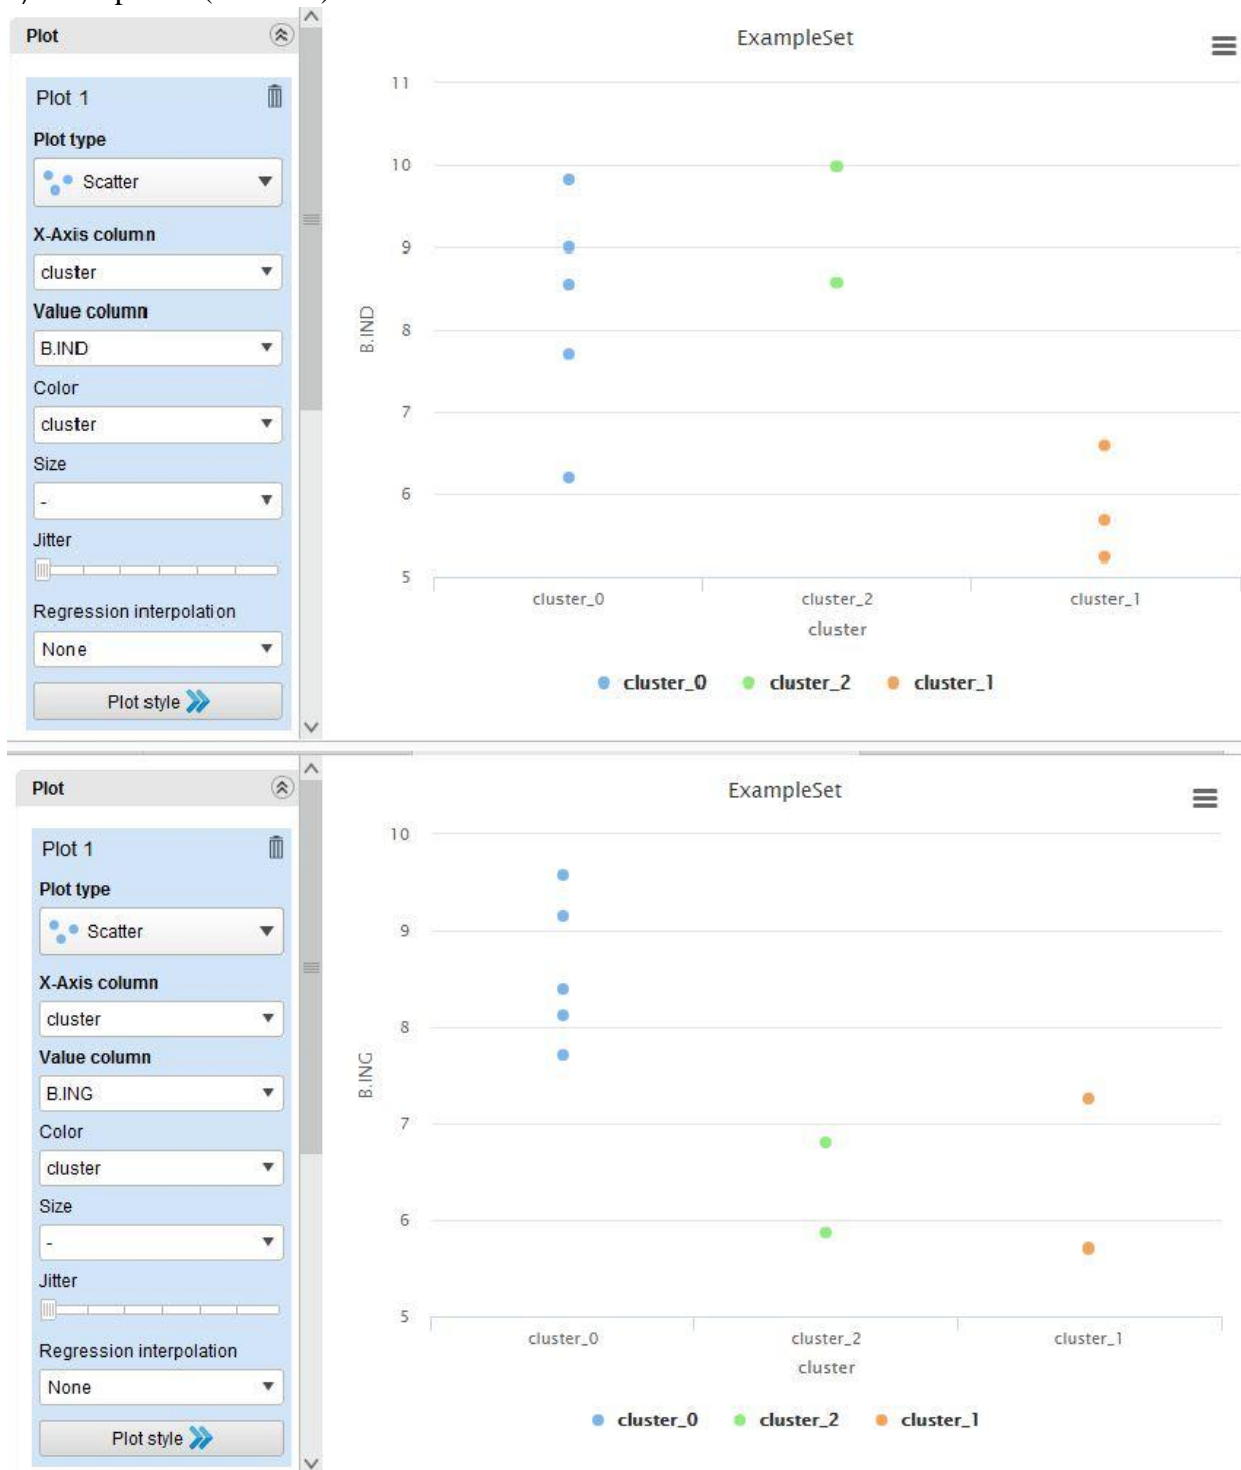 Plot
Plot 1
Plot type
Scatter
X-Axis column
cluster
Value column
B.IND
Color
cluster
Size
-
Jitter
Regression interpolation
None
Plot style
ExampleSet
11
10
9
8
7
6
5
B.IND
cluster_0 cluster_2 cluster_1
cluster
cluster_0 cluster_2 cluster_1
Plot
Plot 1
Plot type
Scatter
X-Axis column
cluster
Value column
B.ING
Color
cluster
Size
-
Jitter
Regression interpolation
None
Plot style
ExampleSet
10
9
8
7
6
5
B.ING
cluster_0 cluster_2 cluster_1
cluster
cluster_0 cluster_2 cluster_1